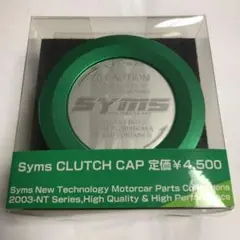 CAUTION
SYMS
Syms CLUTCH CAP 定価¥4,500
Syms New Technology Motorcar Parts
2003-NT Series,High Quality & High Performance